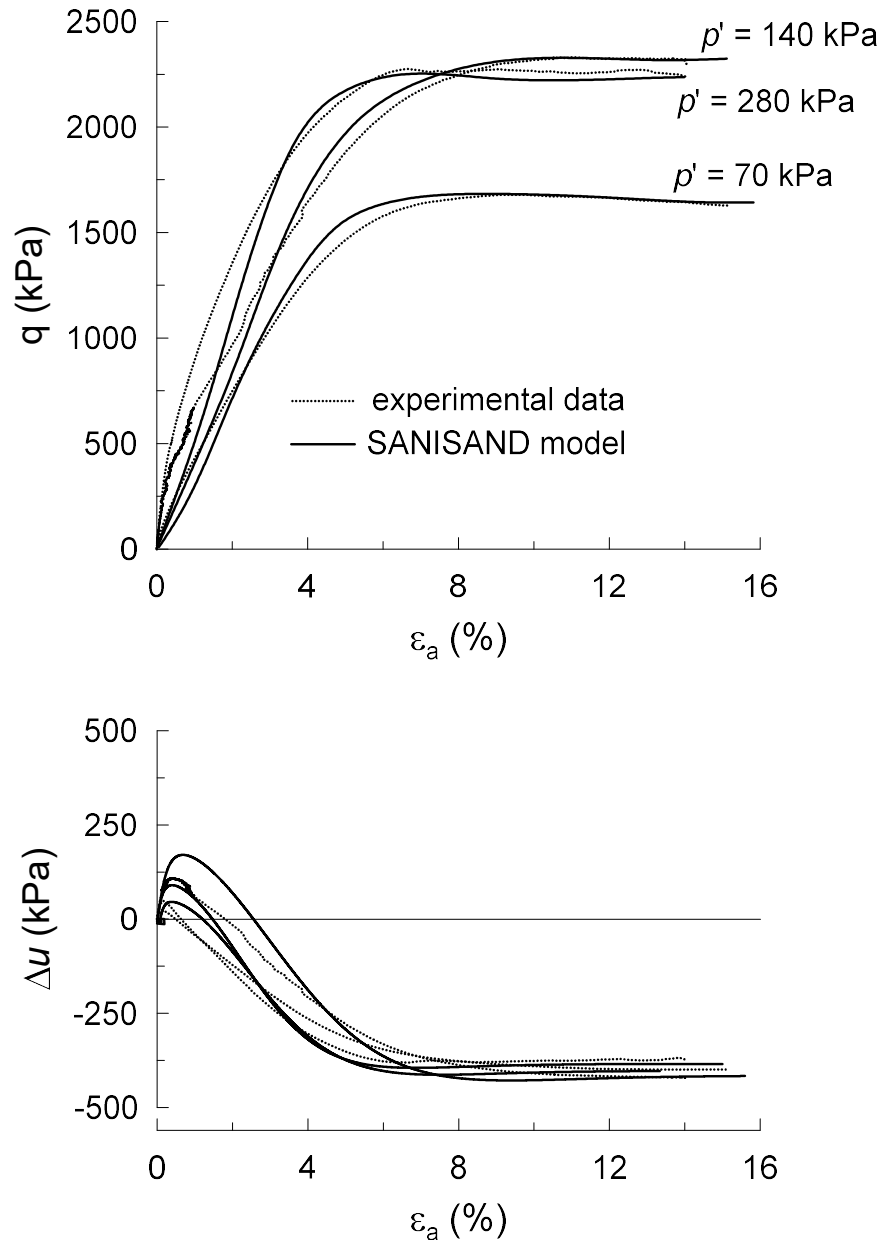 2500
p' = 140 kPa
2000
p' = 280 kPa
p' = 70 kPa
1500
q (kPa)
1000
experimental data
500
SANISAND model
0
0 4 8 12 16
εa (%)
500
250
Δu (kPa)
0
-250
-500
0 4 8 12 16
εa (%)